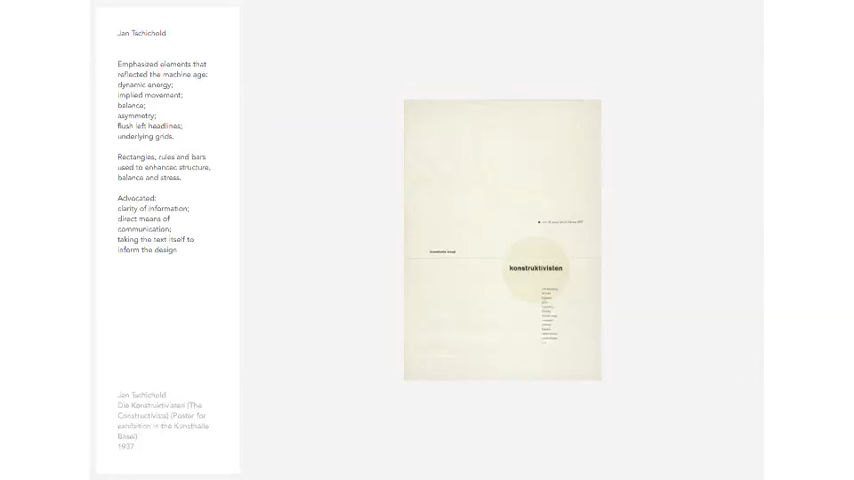 Jan Tschichold
Emphasized elements that
reflected the machine age:
dynamic energy;
implied movement;
balance;
asymmetry;
flush left headlines;
underlying grids.
Rectangles, rules and bars
used to enhances structure,
balance and stress.
Advocated:
clarity of information;
direct means of
communication;
taking the text itself to
inform the design
konstruktivisten
Jan Tschichold
Die Konstruktivisten (The
Constructivists) (Poster for
exhibition in the Kunsthalle
Basel)
1937